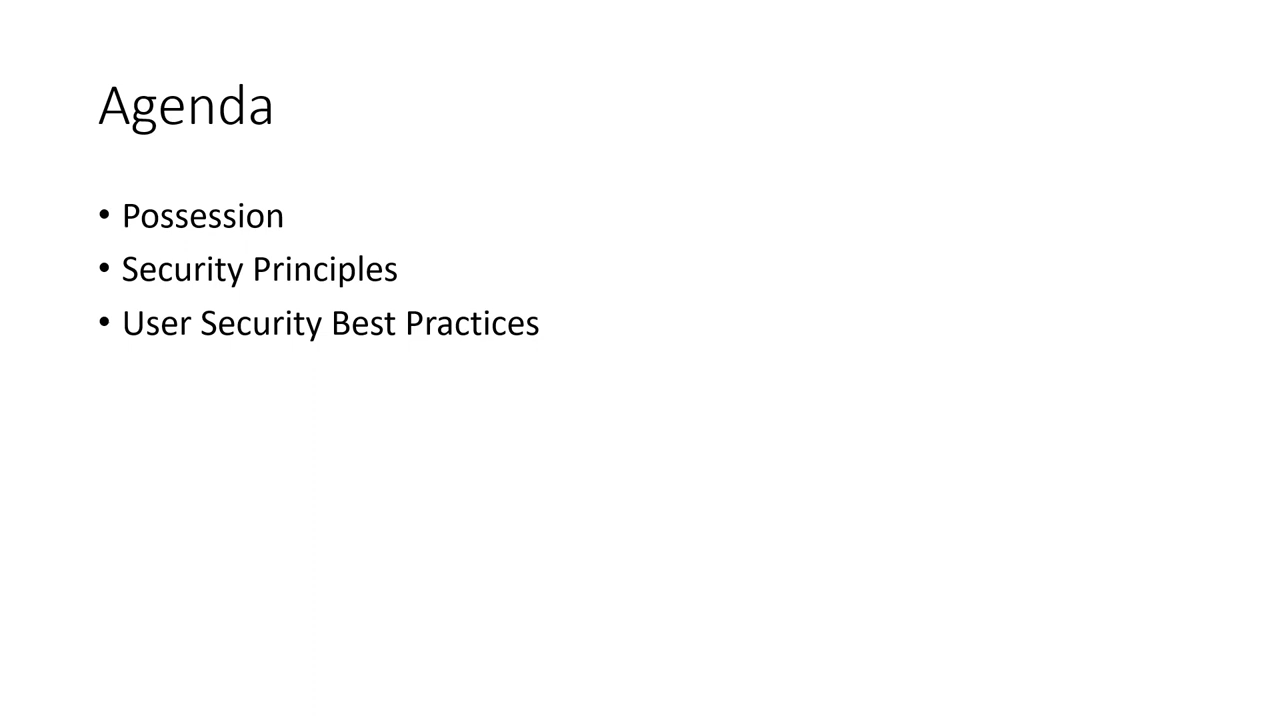 Agenda
• Possession
• Security Principles
• User Security Best Practices